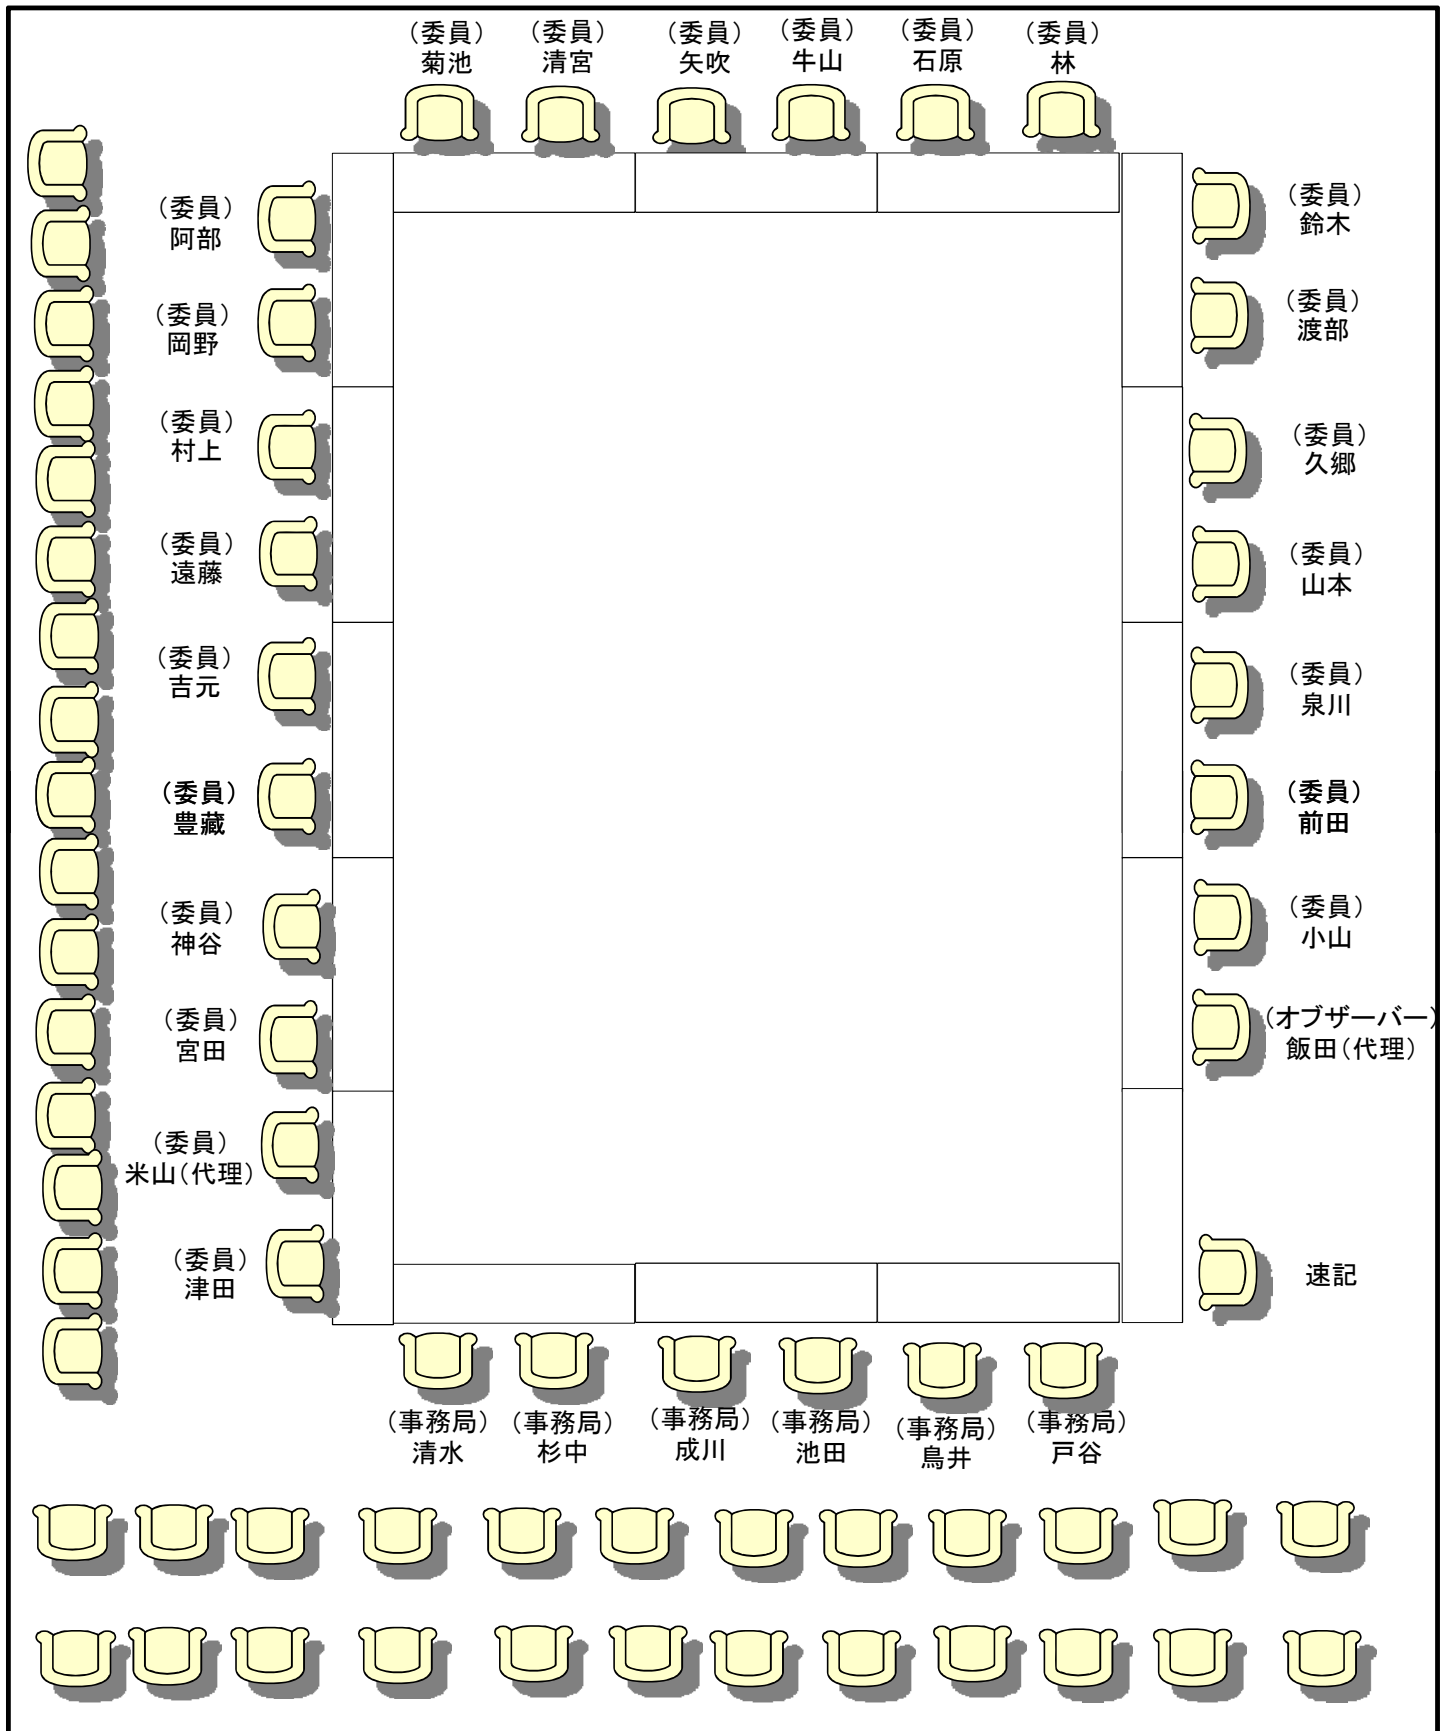 （委員）
菊池
（委員）
清宮
（委員）
矢吹
（委員）
牛山
（委員）
石原
（委員）
林
（委員）
阿部
（委員）
岡野
（委員）
村上
（委員）
遠藤
（委員）
吉元
（委員）
豊藏
（委員）
神谷
（委員）
宮田
（委員）
米山（代理）
（委員）
津田
（委員）
鈴木
（委員）
渡部
（委員）
久郷
（委員）
山本
（委員）
泉川
（委員）
前田
（委員）
小山
（オブザーバー）
飯田（代理）
速記
（事務局）
清水
（事務局）
杉中
（事務局）
成川
（事務局）
池田
（事務局）
鳥井
（事務局）
戸谷